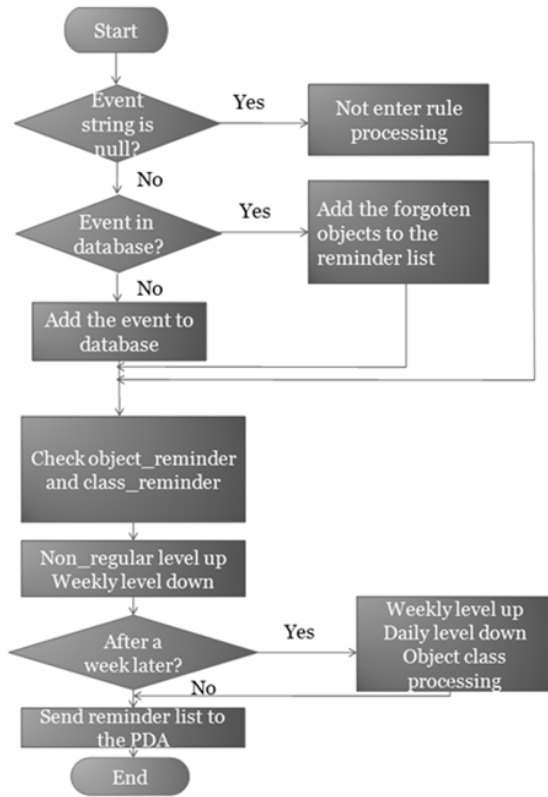 Start
Event
string is
null?
Yes
Not enter rule
processing
No
Event in
database?
Yes
Add the forgoten
objects to the
reminder list
No
Add the event to
database
Check object_reminder
and class_reminder
Non_regular level up
Weekly level down
After a
week later?
Yes
Weekly level up
Daily level down
Object class
processing
No
Send reminder list to
the PDA
End